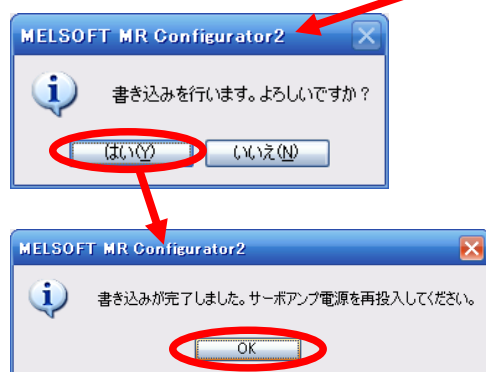 MELSOFT MR Configurator2
書き込みを行います。よろしいですか？
はい(Y)
いいえ(N)
MELSOFT MR Configurator2
書き込みが完了しました。サーボアンプ電源を再投入してください。
OK